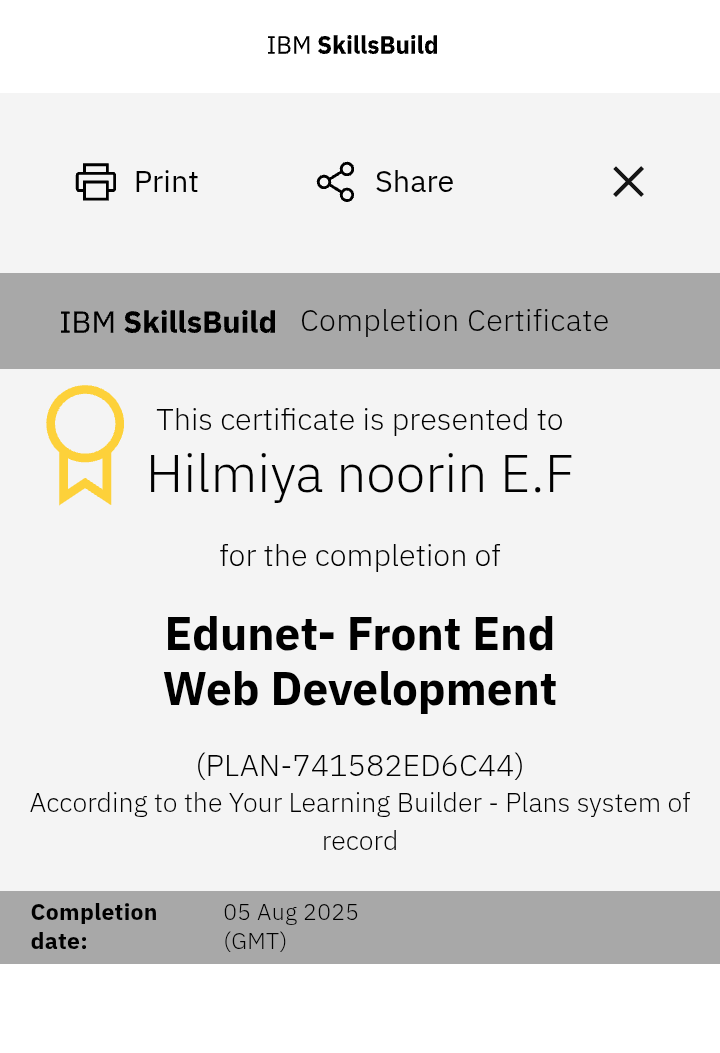 IBM SkillsBuild
Print
Share
IBM SkillsBuild Completion Certificate
This certificate is presented to
Hilmiya noorin E.F
for the completion of
Edunet- Front End
Web Development
(PLAN-741582ED6C44)
According to the Your Learning Builder - Plans system of
record
Completion
date:
05 Aug 2025
(GMT)